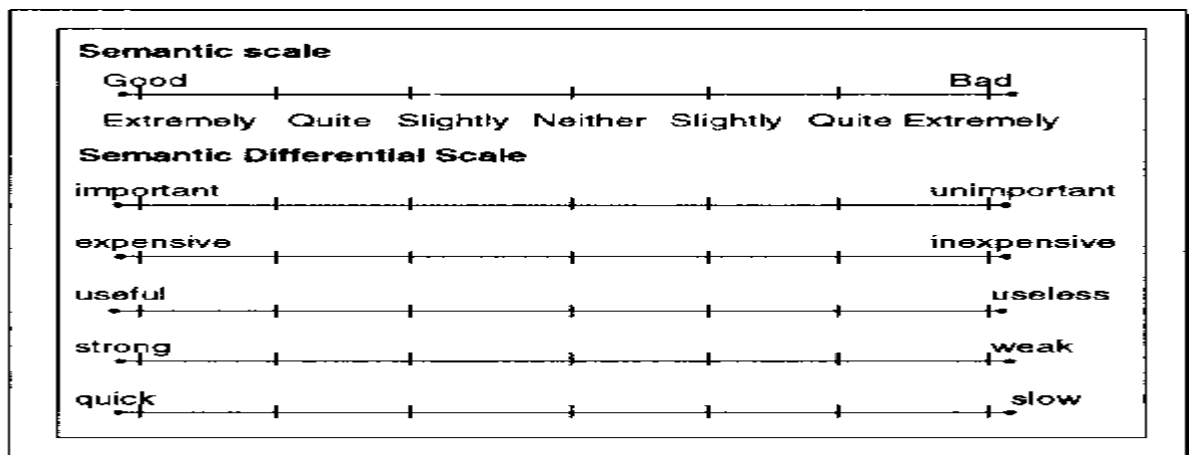 Semantic scale
Good Bad
Extremely Quite Slightly Neither Slightly Quite Extremely
Semantic Differential Scale
important unimportant
expensive inexpensive
useful useless
strong weak
quick slow